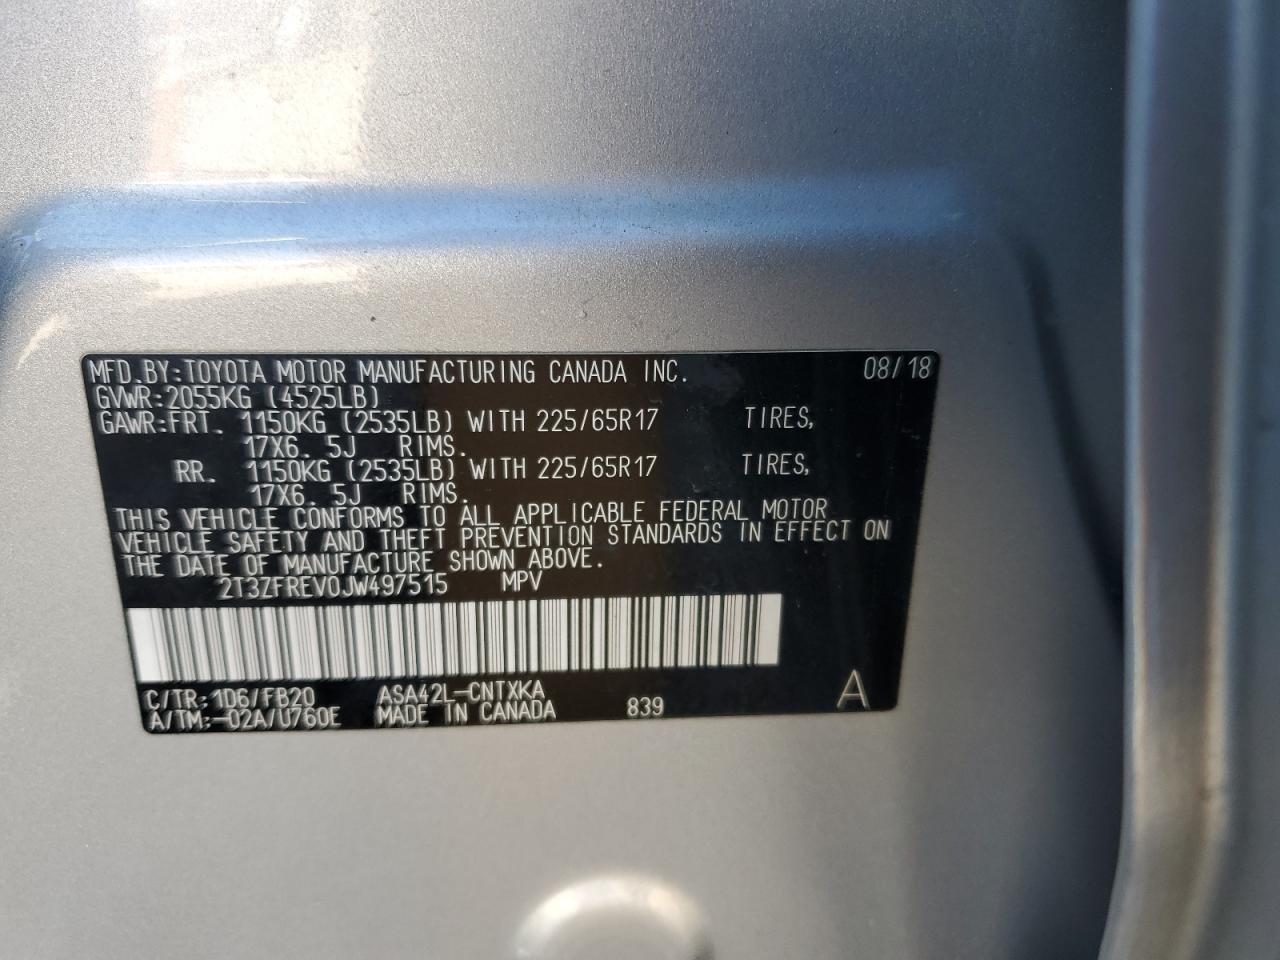 MFD.BY:TOYOTA MOTOR MANUFACTURING CANADA INC. 08/18
GVWR:2055KG (4525LB)
GAWR:FRT. 1150KG (2535LB) WITH 225/65R17 TIRES,
17X6. 5J RIMS.
RR. 1150KG (2535LB) WITH 225/65R17 TIRES,
17X6. 5J RIMS.
THIS VEHICLE CONFORMS TO ALL APPLICABLE FEDERAL MOTOR
VEHICLE SAFETY AND THEFT PREVENTION STANDARDS IN EFFECT ON
THE DATE OF MANUFACTURE SHOWN ABOVE.
2T3ZFREV0JW497515 MPV
C/TR:1D6/FB20 ASA42L-CNTXKA
A/TM:-02A/U760E MADE IN CANADA 839 A